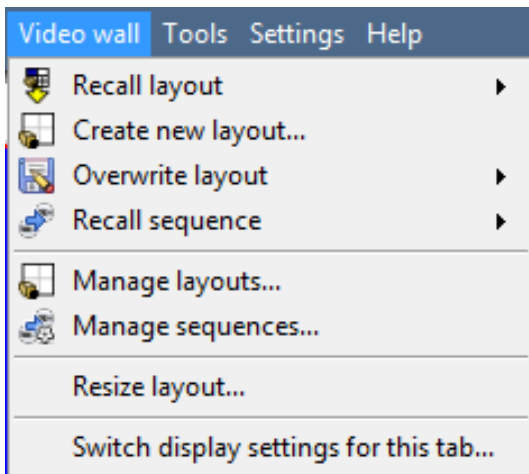 Video wall Tools Settings Help
Recall layout
Create new layout...
Overwrite layout
Recall sequence
Manage layouts...
Manage sequences...
Resize layout...
Switch display settings for this tab...